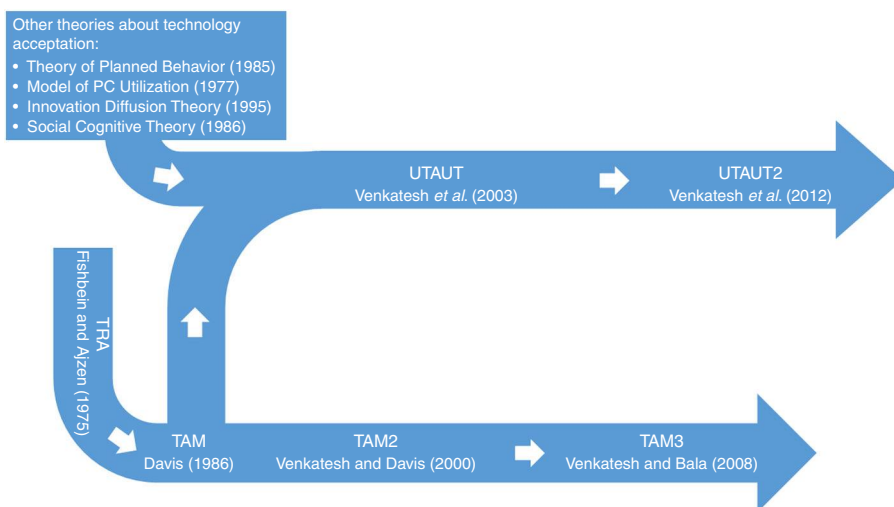 Other theories about technology
acceptation:
• Theory of Planned Behavior (1985)
• Model of PC Utilization (1977)
• Innovation Diffusion Theory (1995)
• Social Cognitive Theory (1986)
UTAUT
Venkatesh et al. (2003)
UTAUT2
Venkatesh et al. (2012)
TRA
Fishbein and Ajzen (1975)
TAM
Davis (1986)
TAM2
Venkatesh and Davis (2000)
TAM3
Venkatesh and Bala (2008)